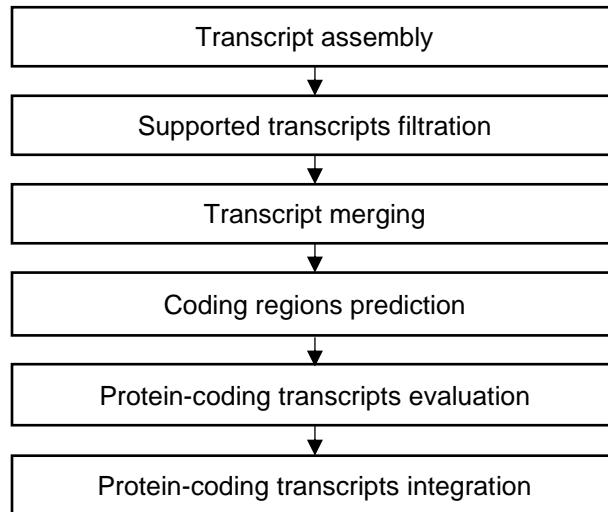 Transcript assembly
Supported transcripts filtration
Transcript merging
Coding regions prediction
Protein-coding transcripts evaluation
Protein-coding transcripts integration